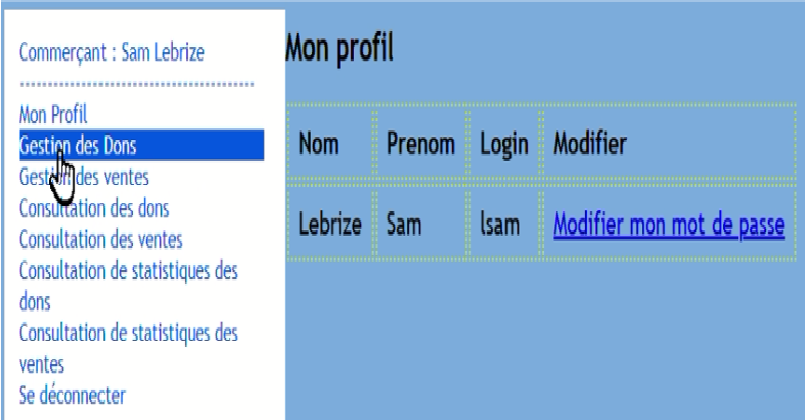 Commerçant : Sam Lebrize
------------------------------------------
Mon Profil
Gestion des Dons
Gestion des ventes
Consultation des dons
Consultation des ventes
Consultation de statistiques des
dons
Consultation de statistiques des
ventes
Se déconnecter
Mon profil
Nom Prenom Login Modifier
Lebrize Sam lsam Modifier mon mot de passe